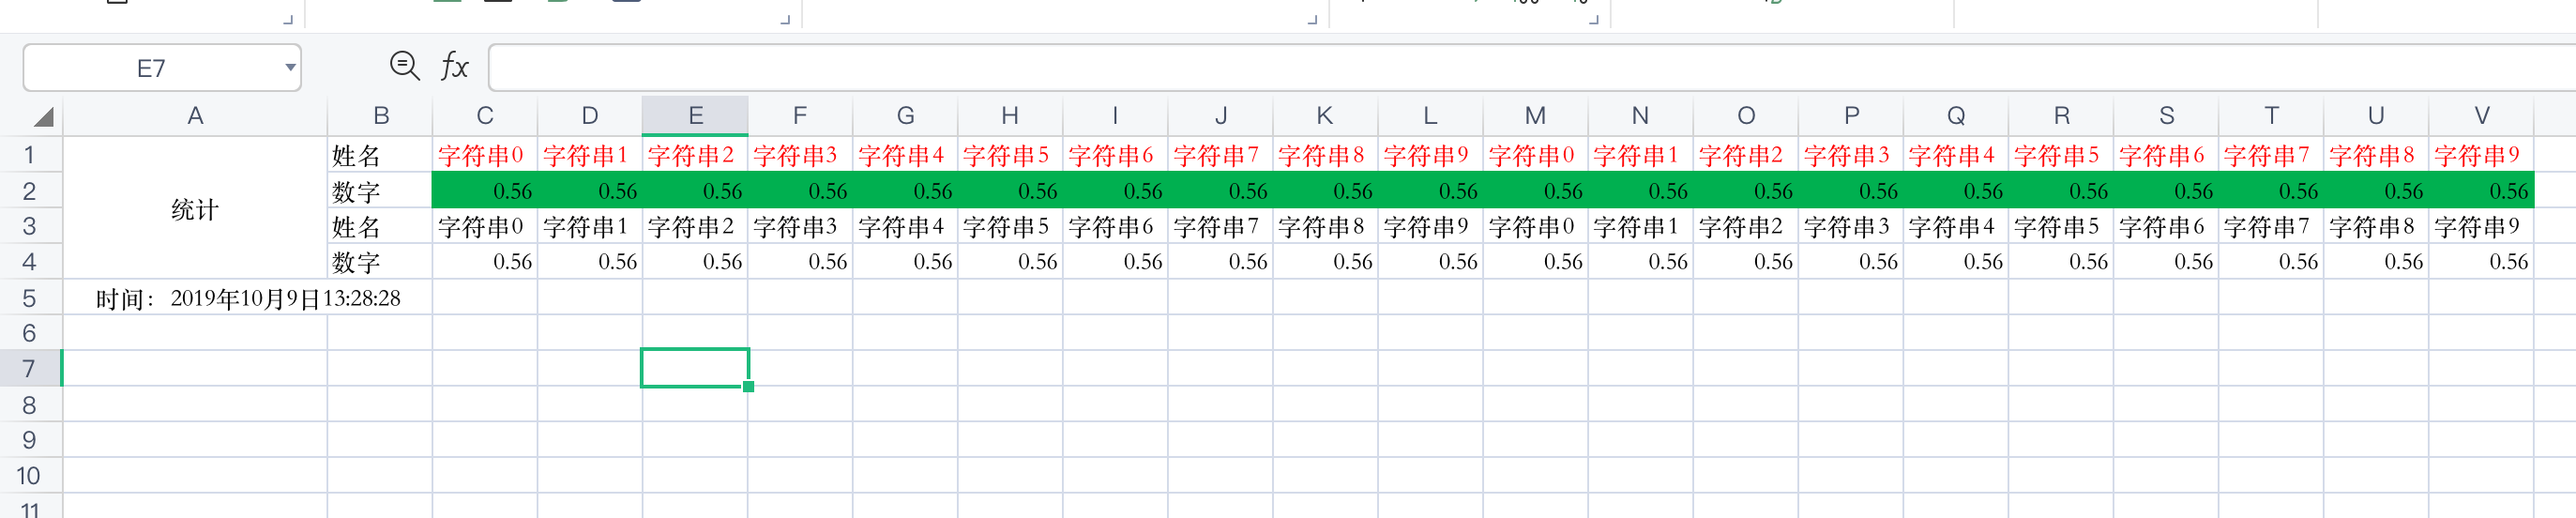 E7 fx
A B C D E F G H I J K L M N O P Q R S T U V
1 姓名 字符串0 字符串1 字符串2 字符串3 字符串4 字符串5 字符串6 字符串7 字符串8 字符串9 字符串0 字符串1 字符串2 字符串3 字符串4 字符串5 字符串6 字符串7 字符串8 字符串9
2 数字 0.56 0.56 0.56 0.56 0.56 0.56 0.56 0.56 0.56 0.56 0.56 0.56 0.56 0.56 0.56 0.56 0.56 0.56 0.56 0.56
统计
3 姓名 字符串0 字符串1 字符串2 字符串3 字符串4 字符串5 字符串6 字符串7 字符串8 字符串9 字符串0 字符串1 字符串2 字符串3 字符串4 字符串5 字符串6 字符串7 字符串8 字符串9
4 数字 0.56 0.56 0.56 0.56 0.56 0.56 0.56 0.56 0.56 0.56 0.56 0.56 0.56 0.56 0.56 0.56 0.56 0.56 0.56 0.56
5 时间：2019年10月9日13:28:28
6
7
8
9
10
11